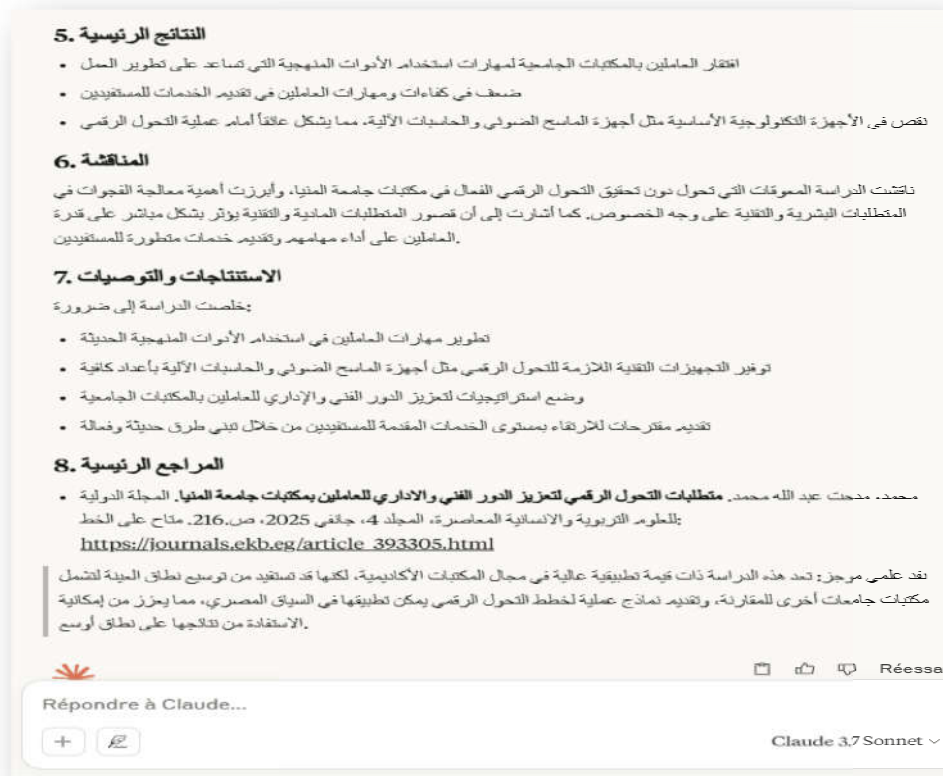 5. النتائج الرئيسية
• افتقار العاملين بالمكتبات الجامعية لمهارات استخدام الأدوات المنهجية التي تساعد على تطوير العمل
• ضعف في كفاءات ومهارات العاملين في تقديم الخدمات للمستفيدين
• نقص في الأجهزة التكنولوجية الأساسية مثل أجهزة الماسح الضوئي والحاسبات الآلية، مما يشكل عائقاً أمام عملية التحول الرقمي
6. المناقشة
ناقشت الدراسة المعوقات التي تحول دون تحقيق التحول الرقمي الفعال في مكتبات جامعة المنيا، وأبرزت أهمية معالجة الفجوات في
المتطلبات البشرية والتقنية على وجه الخصوص. كما أشارت إلى أن قصور المتطلبات المادية والتقنية يؤثر بشكل مباشر على قدرة
العاملين على أداء مهامهم وتقديم خدمات متطورة للمستفيدين.
7. الاستنتاجات والتوصيات
خلصت الدراسة إلى ضرورة:
• تطوير مهارات العاملين في استخدام الأدوات المنهجية الحديثة
• توفير التجهيزات التقنية اللازمة للتحول الرقمي مثل أجهزة الماسح الضوئي والحاسبات الآلية بأعداد كافية
• وضع استراتيجيات لتعزيز الدور الفني والإداري للعاملين بالمكتبات الجامعية
• تقديم مقترحات للارتقاء بمستوى الخدمات المقدمة للمستفيدين من خلال تبني طرق حديثة وفعالة
8. المراجع الرئيسية
• محمد، مدحت عبد الله محمد. متطلبات التحول الرقمي لتعزيز الدور الفني والاداري للعاملين بمكتبات جامعة المنيا. المجلة الدولية
للعلوم التربوية والانسانية المعاصرة، المجلد 4، جانفي 2025، ص.216. متاح على الخط:
https://journals.ekb.eg/article_393305.html
نقد علمي موجز: تعد هذه الدراسة ذات قيمة تطبيقية عالية في مجال المكتبات الأكاديمية، لكنها قد تستفيد من توسيع نطاق العينة لتشمل
مكتبات جامعات أخرى للمقارنة، وتقديم نماذج عملية لخطط التحول الرقمي يمكن تطبيقها في السياق المصري، مما يعزز من إمكانية
الاستفادة من نتائجها على نطاق أوسع.
Réessa
Répondre à Claude...
Claude 3.7 Sonnet